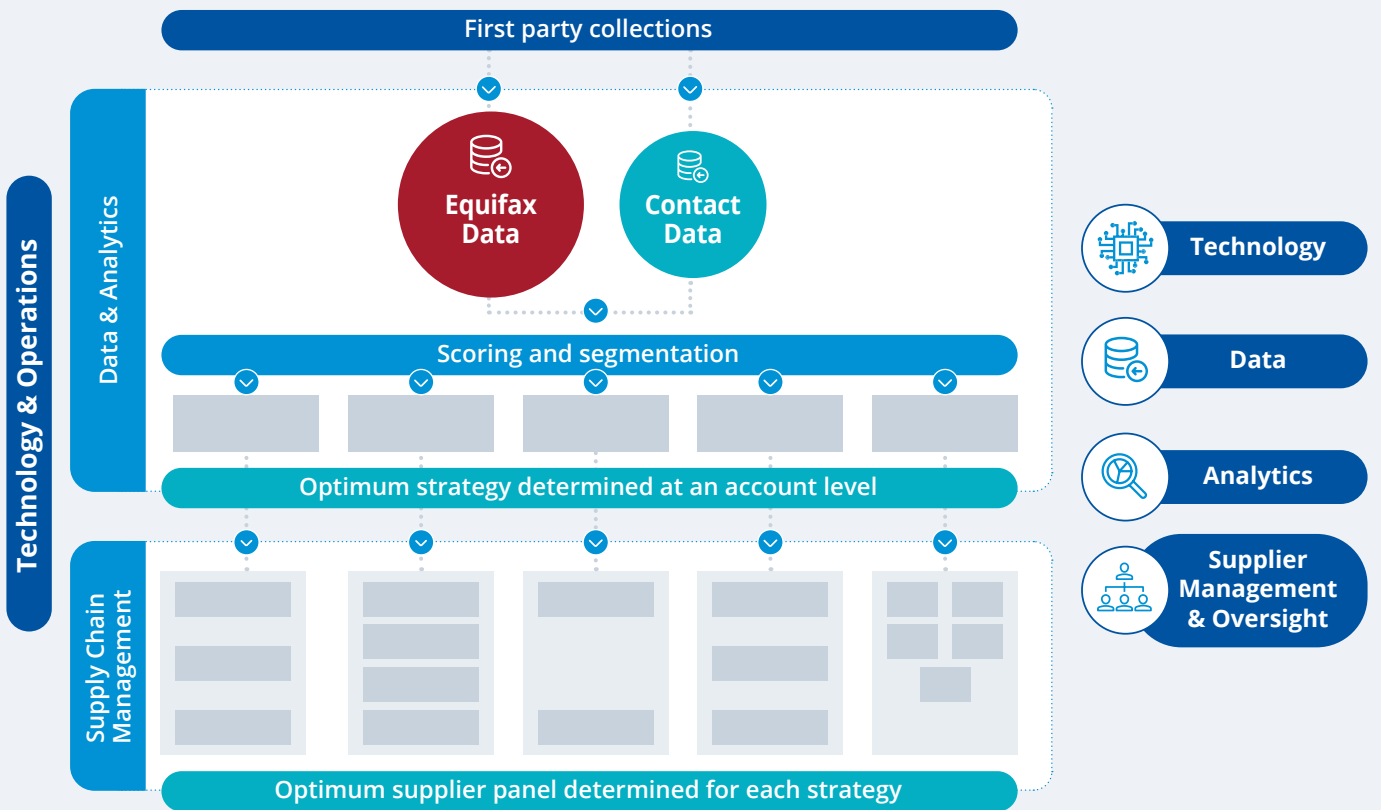 First party collections
Technology & Operations
Data & Analytics
Equifax
Data
Contact
Data
Scoring and segmentation
Optimum strategy determined at an account level
Supply Chain
Management
Optimum supplier panel determined for each strategy
Technology
Data
Analytics
Supplier
Management
& Oversight